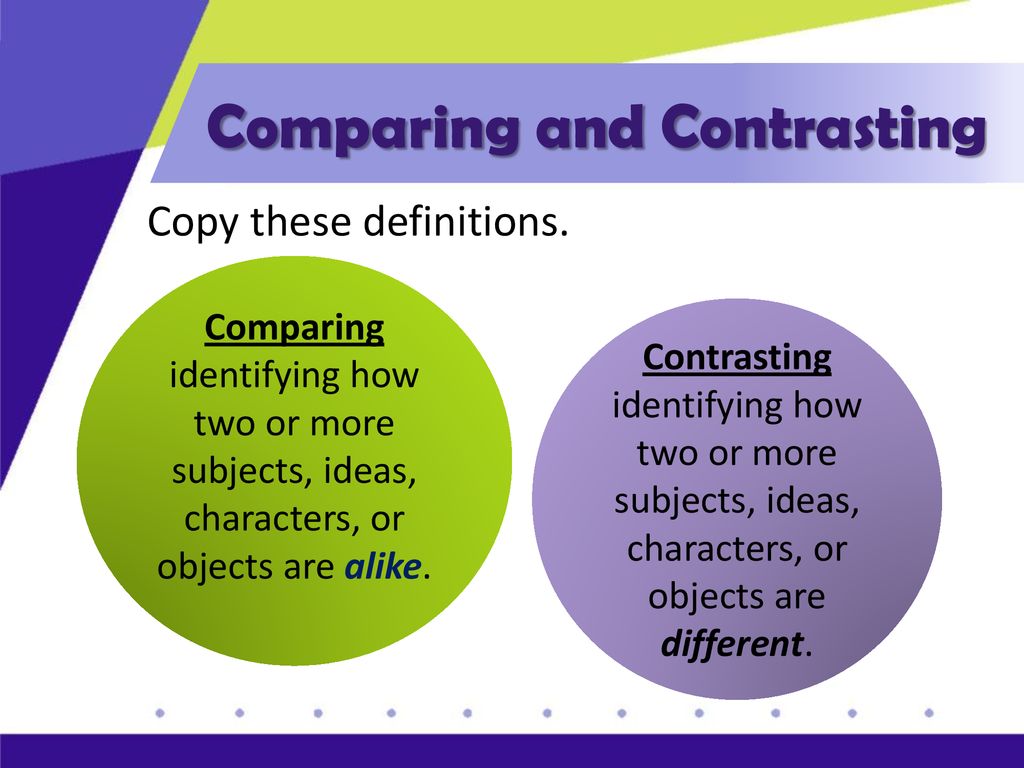 Comparing and Contrasting
Copy these definitions.
Comparing
identifying how
two or more
subjects, ideas,
characters, or
objects are alike.
Contrasting
identifying how
two or more
subjects, ideas,
characters, or
objects are
different.